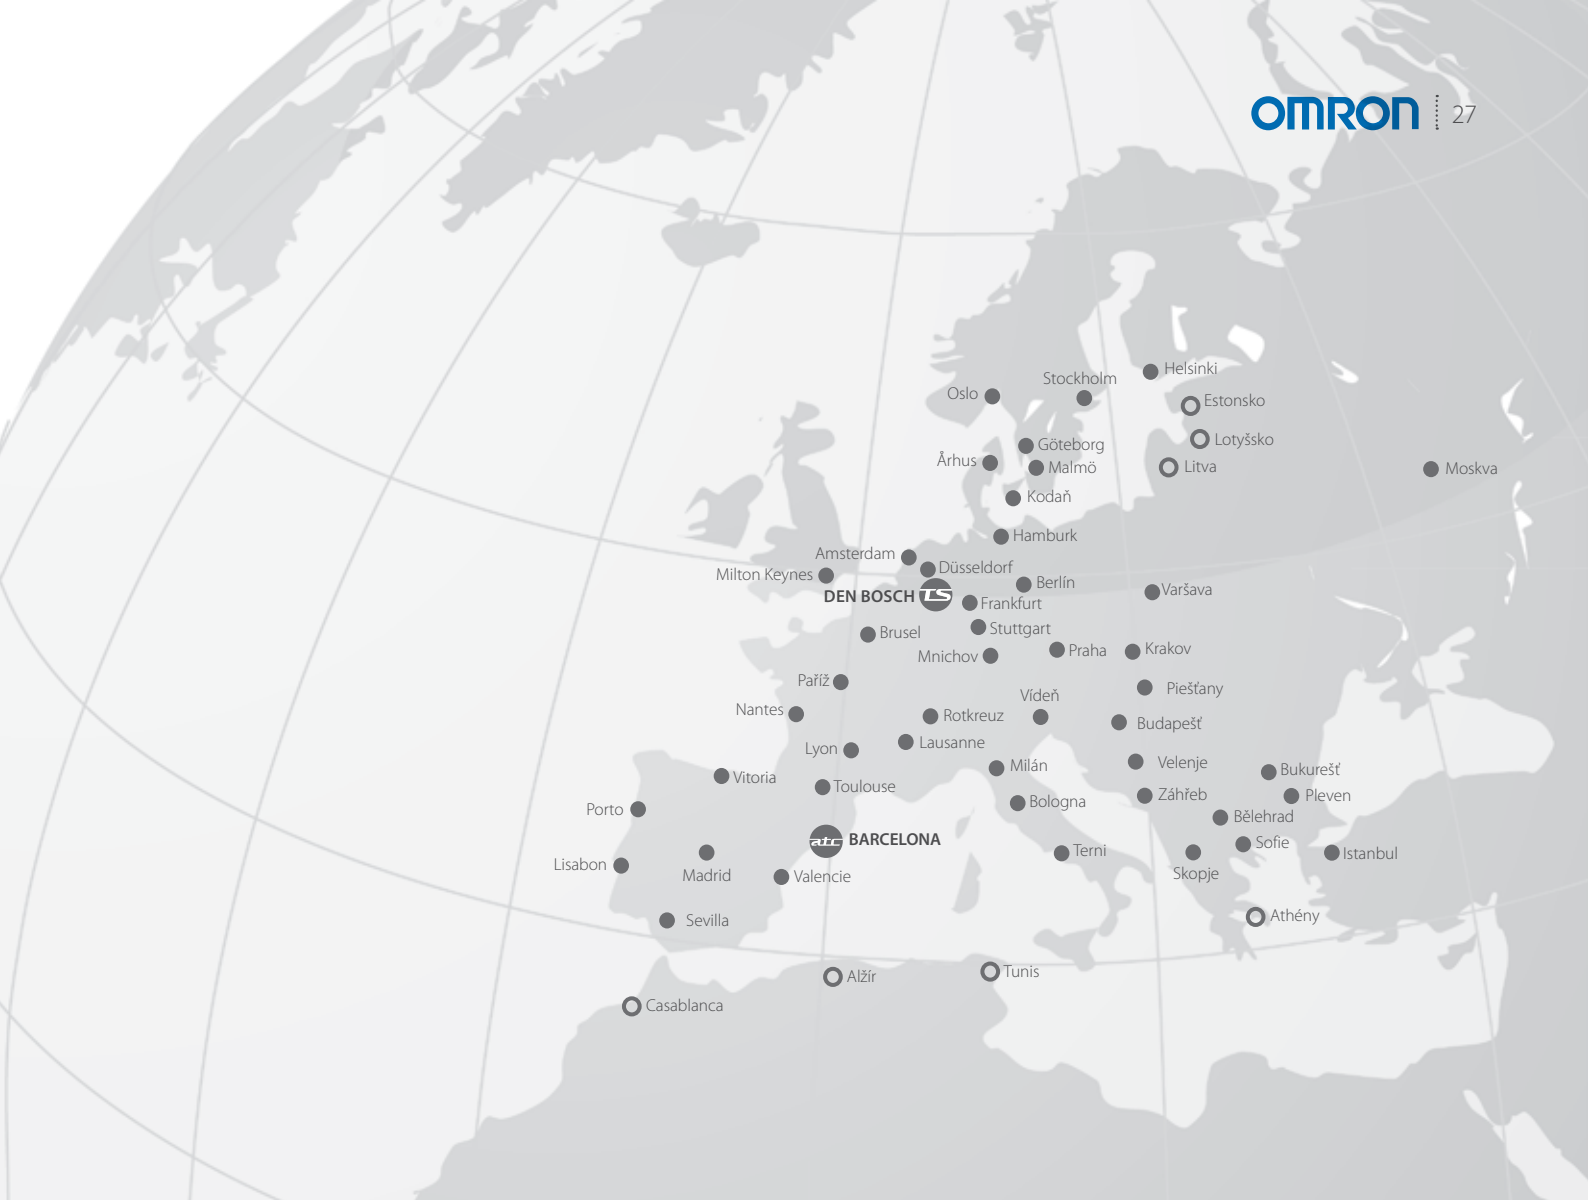 OMRON 27
Helsinki
Stockholm
Oslo
Estonsko
Lotyšsko
Göteborg
Århus
Malmö
Litva
Moskva
Kodaň
Hamburk
Amsterdam
Düsseldorf
Milton Keynes
Berlín
Varšava
DEN BOSCH TS
Frankfurt
Stuttgart
Brusel
Mnichov
Praha
Krakov
Paříž
Piešťany
Vídeň
Nantes
Rotkreuz
Budapešť
Lausanne
Lyon
Velenje
Milán
Bukurešť
Vitoria
Toulouse
Záhřeb
Pleven
Bologna
Porto
Bělehrad
atc BARCELONA
Sofie
Terni
Istanbul
Lisabon
Madrid
Valencie
Skopje
Sevilla
Athény
Tunis
Alžír
Casablanca